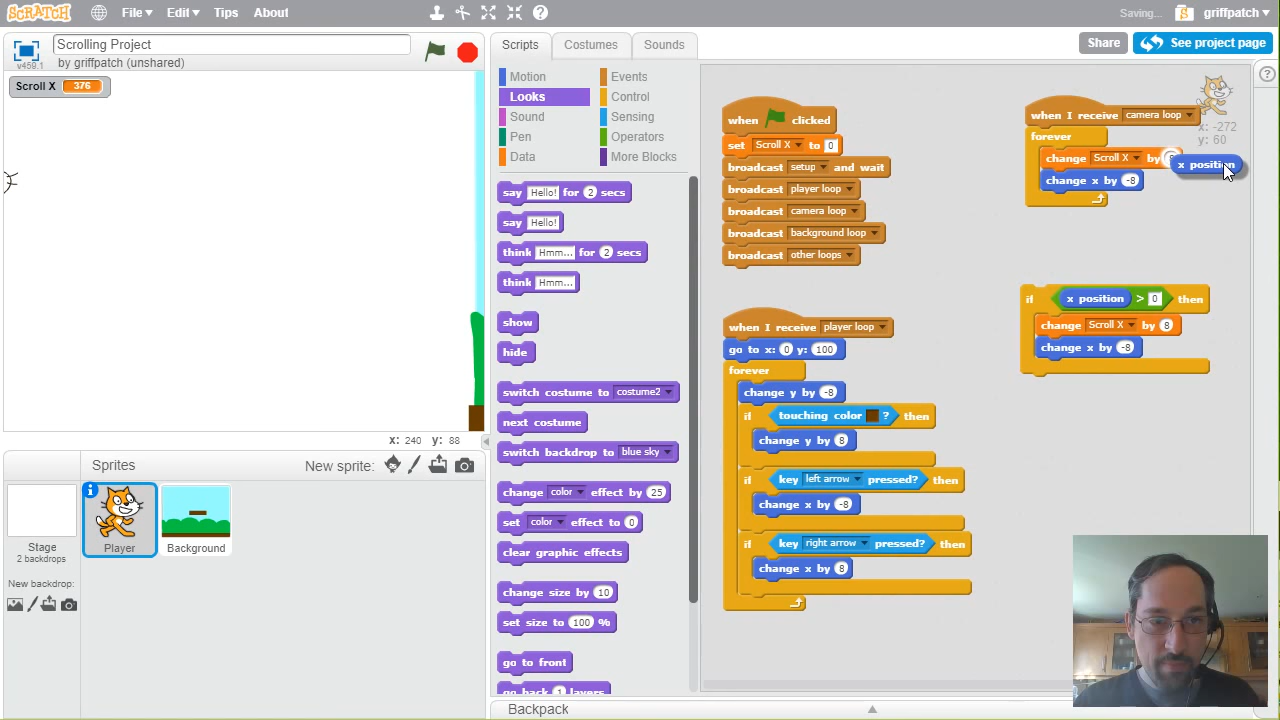 SCRATCH File Edit Tips About Saving... griffpatch
v459.1 Scrolling Project
by griffpatch (unshared)
Scripts Costumes Sounds Share See project page
Scroll X 376
Motion Events
Looks Control
Sound Sensing
Pen Operators
Data More Blocks
say Hello! for 2 secs
say Hello!
think Hmm... for 2 secs
think Hmm...
show
hide
switch costume to costume2
next costume
switch backdrop to blue sky
change color effect by 25
set color effect to 0
clear graphic effects
change size by 10
set size to 100 %
go to front
go back 1 layers
when clicked
set Scroll X to 0
broadcast setup and wait
broadcast player loop
broadcast camera loop
broadcast background loop
broadcast other loops
when I receive player loop
go to x: 0 y: 100
forever
change y by -8
if touching color ? then
change y by 8
if key left arrow pressed? then
change x by -8
if key right arrow pressed? then
change x by 8
when I receive camera loop
forever
change Scroll X by
x position
change x by -8
x: -272
y: 60
if x position > 0 then
change Scroll X by 8
change x by -8
x: 240 y: 88
Sprites New sprite:
Stage
2 backdrops
New backdrop:
Player
Background
Backpack